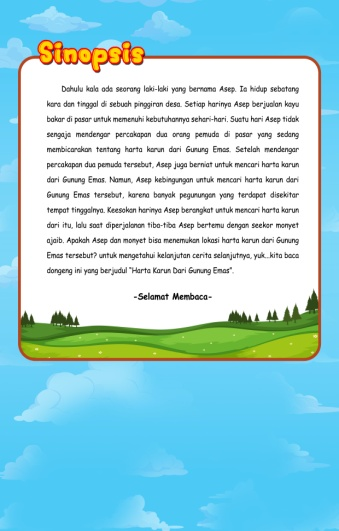 Sinopsis
Dahulu kala ada seorang laki-laki yang bernama Asep. Ia hidup sebatang
kara dan tinggal di sebuah pinggiran desa. Setiap harinya Asep berjualan kayu
bakar di pasar untuk memenuhi kebutuhannya sehari-hari. Suatu hari Asep tidak
sengaja mendengar percakapan dua orang pemuda di pasar yang sedang
membicarakan tentang harta karun dari Gunung Emas. Setelah mendengar
percakapan dua pemuda tersebut, Asep juga berniat untuk mencari harta karun
dari Gunung Emas. Namun, Asep kebingungan untuk mencari harta karun dari
Gunung Emas tersebut, karena banyak pegunungan yang terdapat disekitar
tempat tinggalnya. Keesokan harinya Asep berangkat untuk mencari harta karun
dari itu, lalu saat diperjalanan tiba-tiba Asep bertemu dengan seekor monyet
ajaib. Apakah Asep dan monyet bisa menemukan lokasi harta karun dari Gunung
Emas tersebut? untuk mengetahui kelanjutan cerita selanjutnya, yuk...kita baca
dongeng ini yang berjudul "Harta Karun Dari Gunung Emas".
-Selamat Membaca-